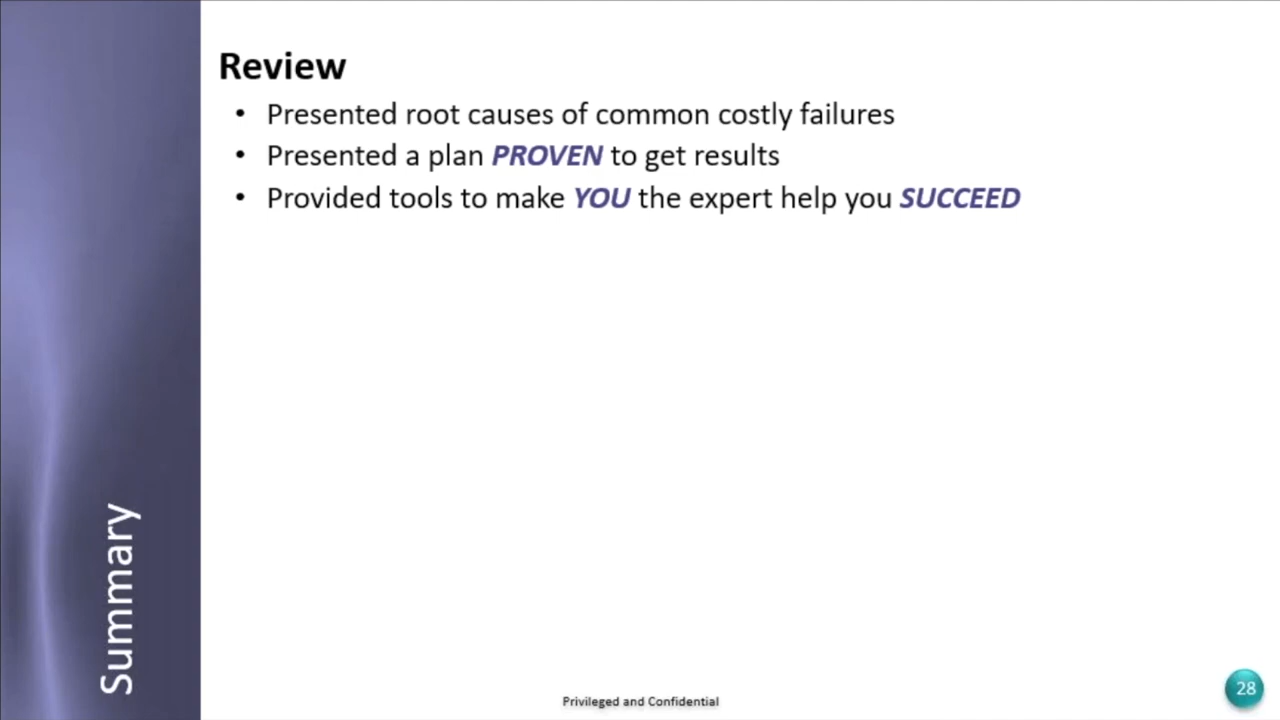 Review
• Presented root causes of common costly failures
• Presented a plan PROVEN to get results
• Provided tools to make YOU the expert help you SUCCEED
Summary
Privileged and Confidential
28